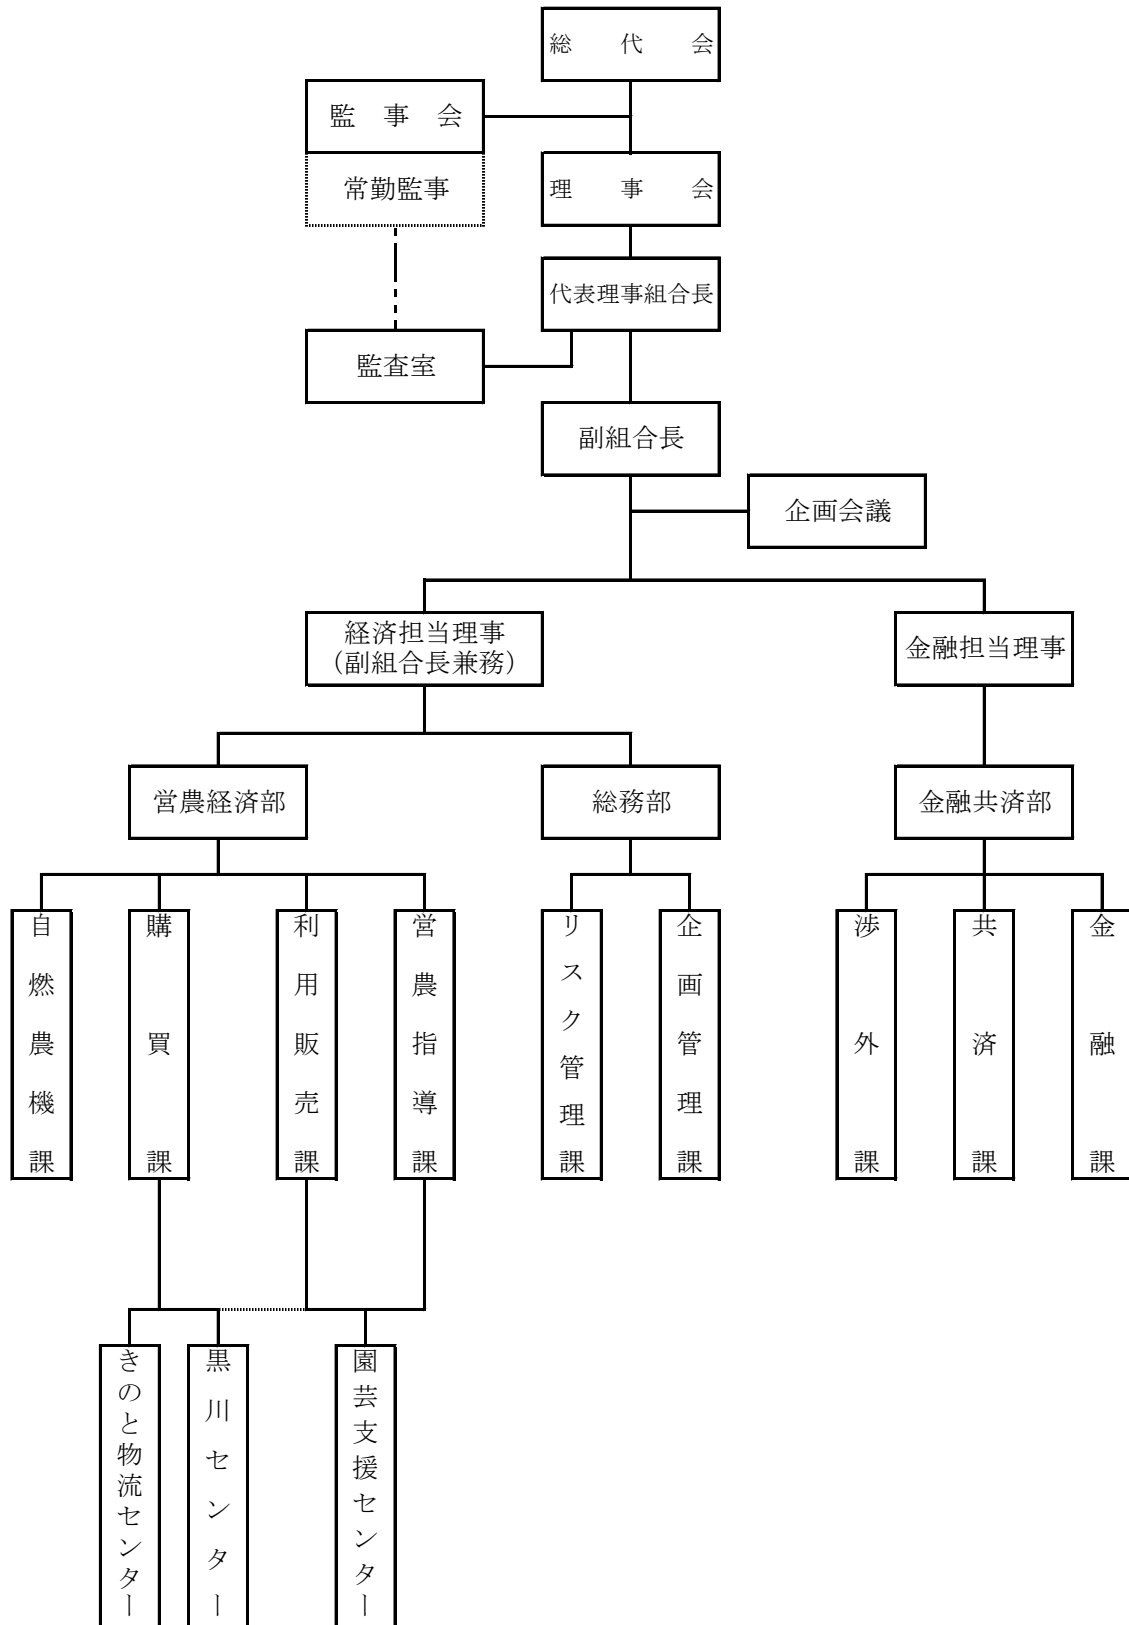 総代会
監事会
常勤監事
理事会
代表理事組合長
監査室
副組合長
企画会議
経済担当理事
（副組合長兼務）
金融担当理事
営農経済部
総務部
金融共済部
自燃農機課
購買課
利用販売課
営農指導課
リスク管理課
企画管理課
渉外課
共済課
金融課
きのと物流センター
黒川センター
園芸支援センター